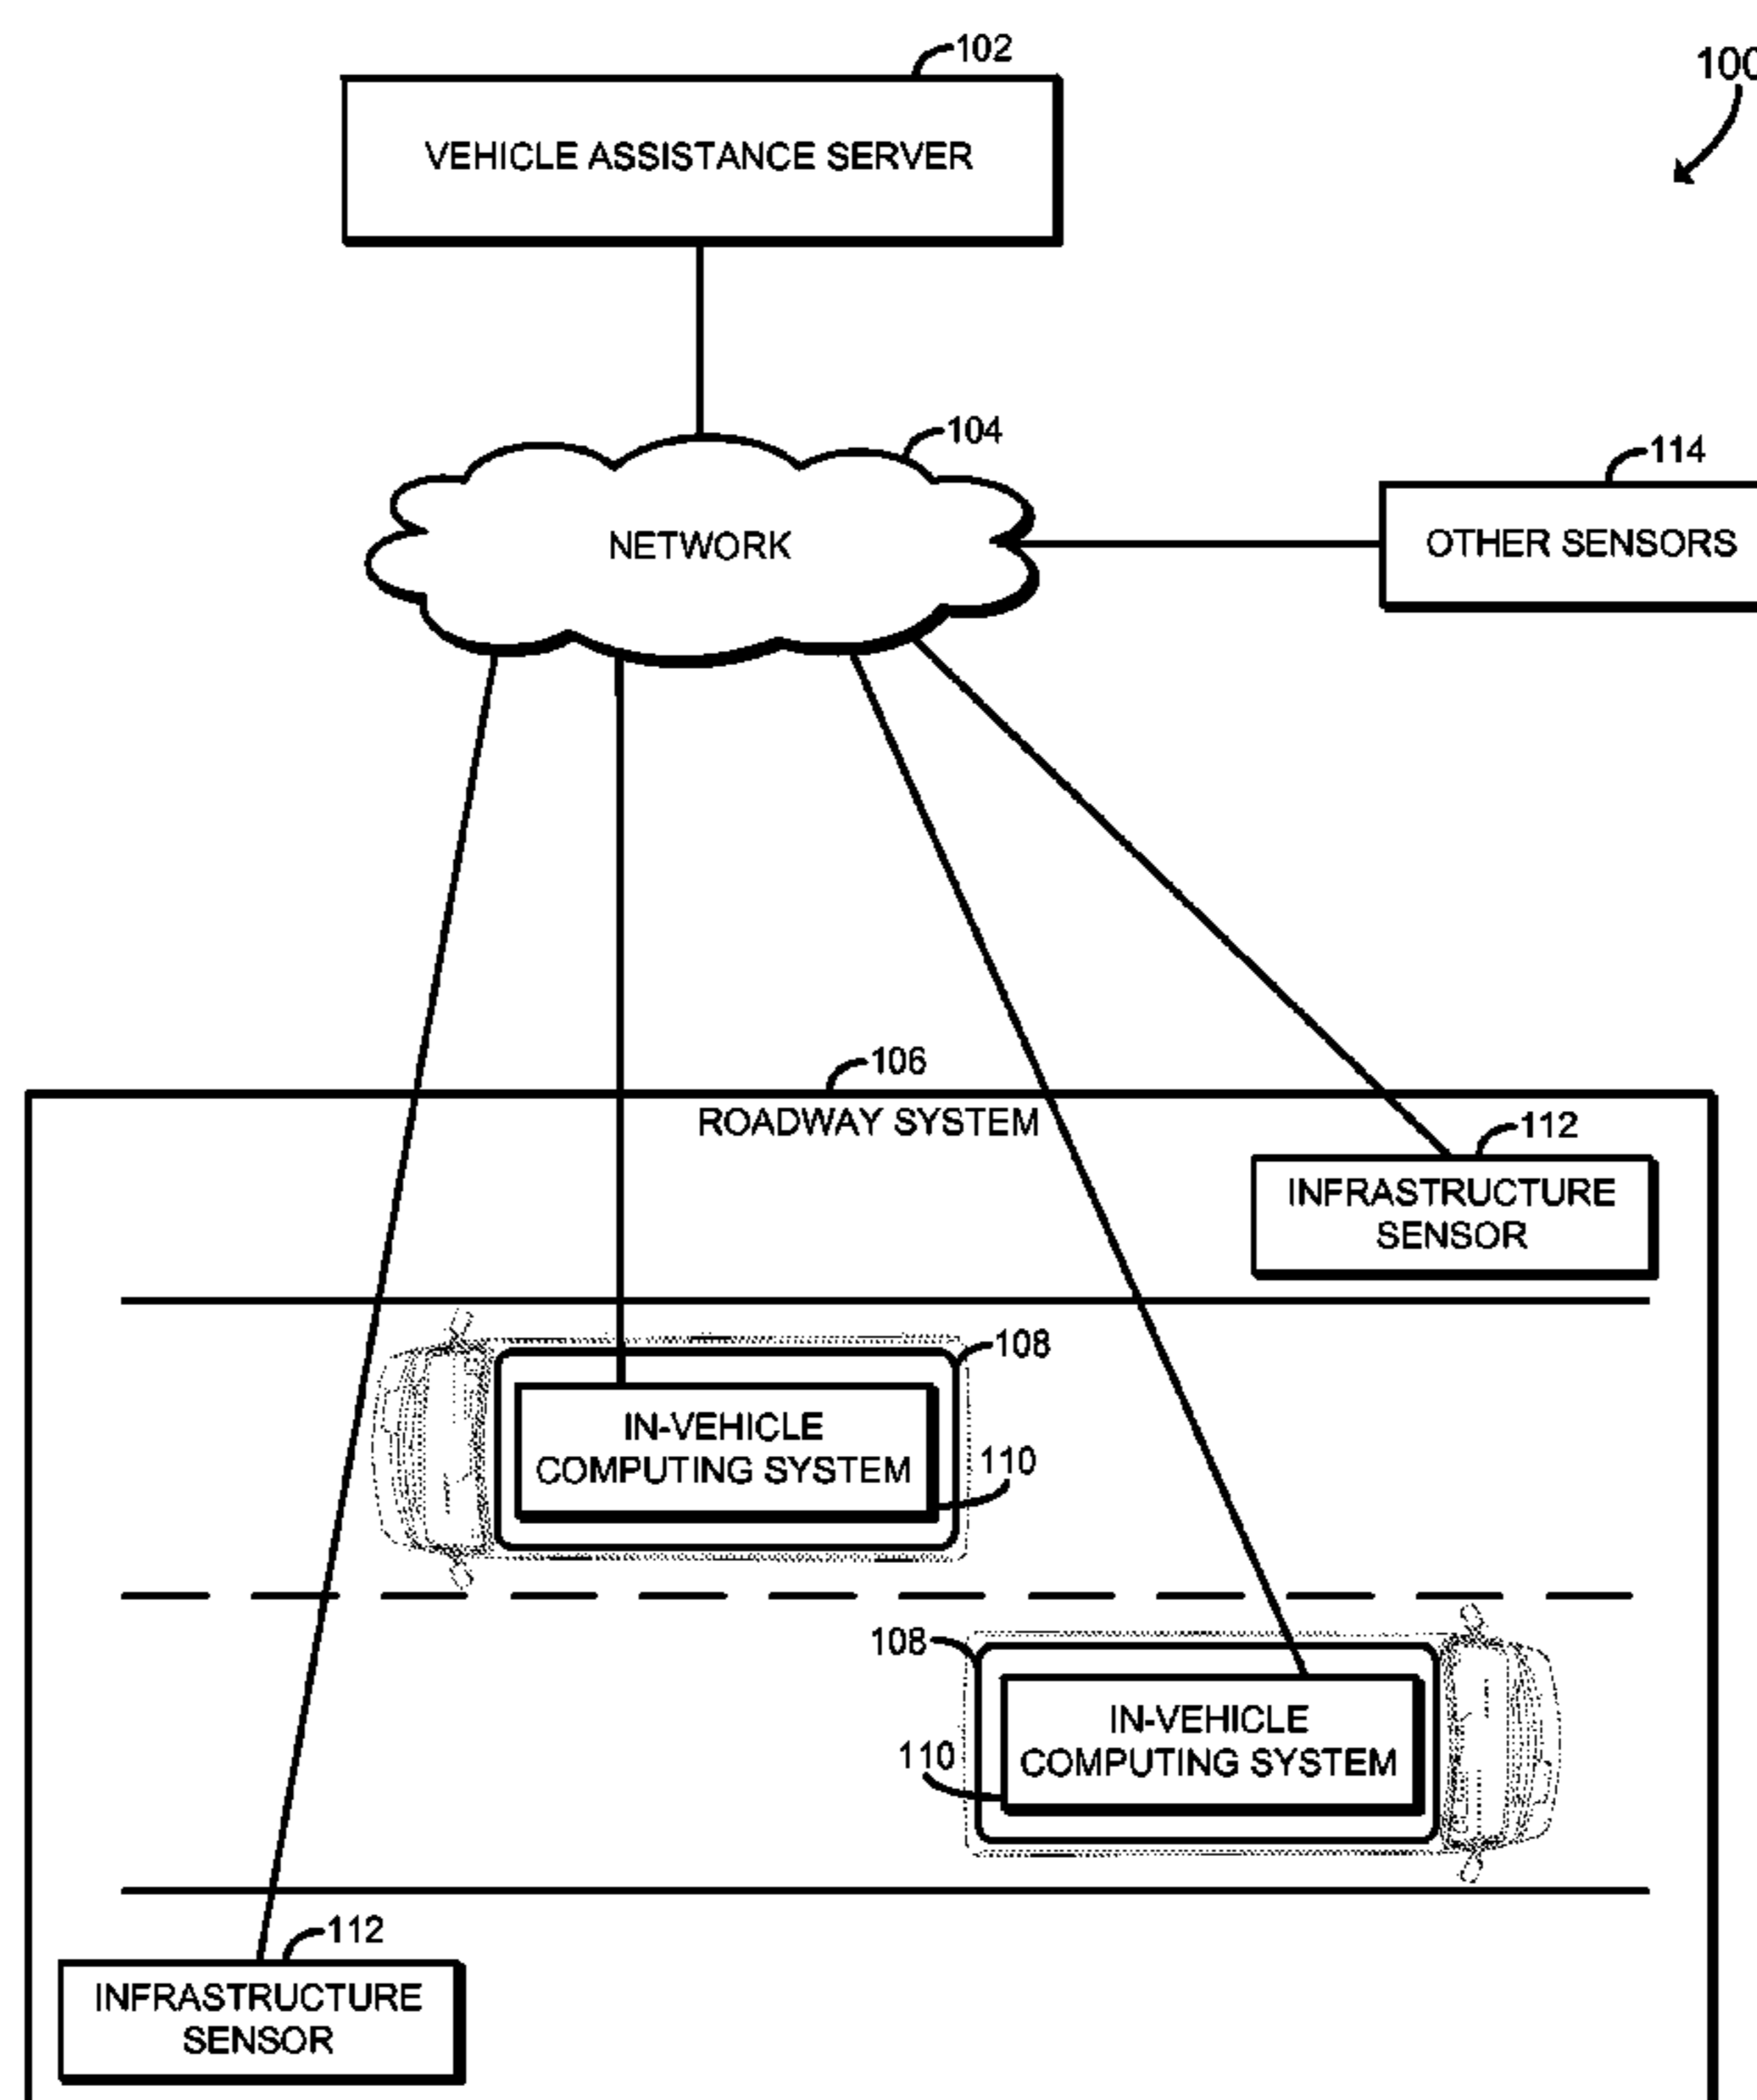 102
100
VEHICLE ASSISTANCE SERVER
104
114
NETWORK
OTHER SENSORS
106
ROADWAY SYSTEM
112
INFRASTRUCTURE
SENSOR
108
IN-VEHICLE
COMPUTING SYSTEM
110
108
IN-VEHICLE
COMPUTING SYSTEM
110
112
INFRASTRUCTURE
SENSOR